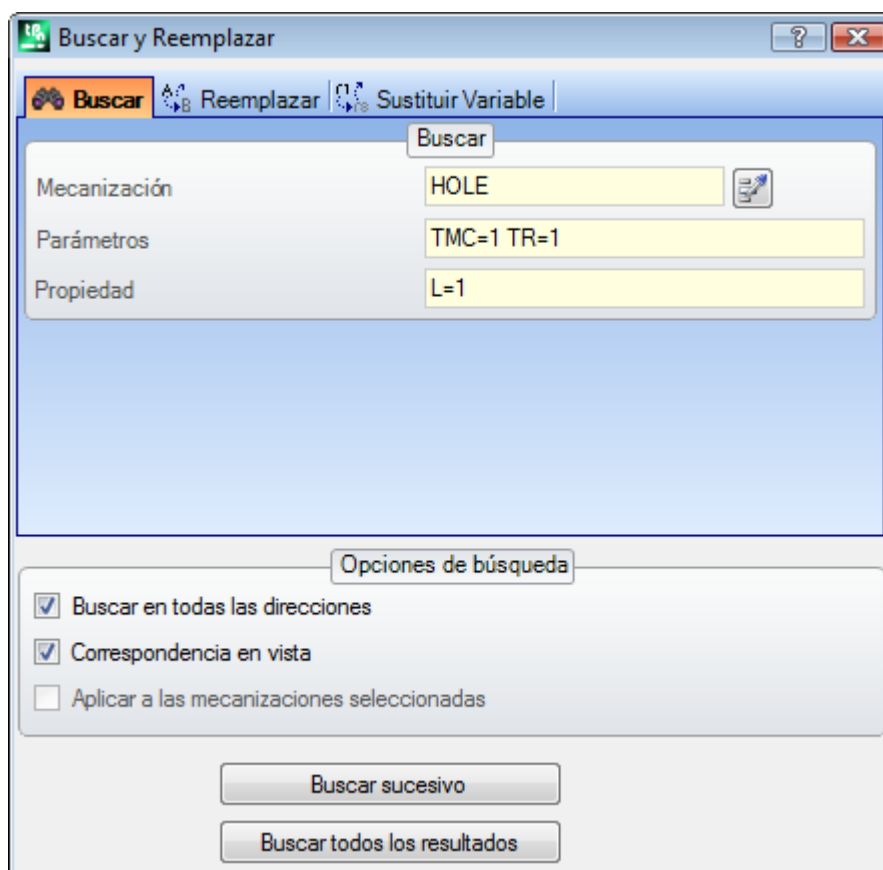 Buscar y Reemplazar
Buscar Reemplazar Sustituir Variable
Buscar
Mecanización HOLE
Parámetros TMC=1 TR=1
Propiedad L=1
Opciones de búsqueda
Buscar en todas las direcciones
Correspondencia en vista
Aplicar a las mecanizaciones seleccionadas
Buscar sucesivo
Buscar todos los resultados